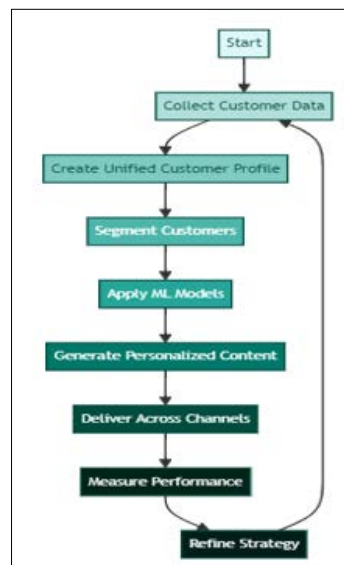 Start
Collect Customer Data
Create Unified Customer Profile
Segment Customers
Apply ML Models
Generate Personalized Content
Deliver Across Channels
Measure Performance
Refine Strategy